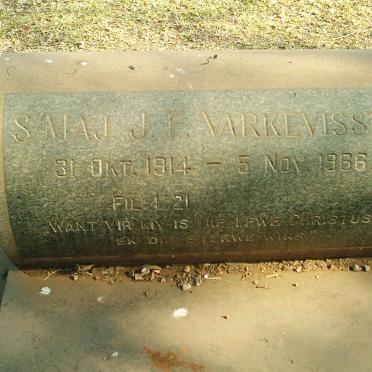 S/MAJ. J. F. VARKEVISS
31 OKT. 1914 — 5 NOV. 1986
FIL. 1:21
WANT VIR MY IS DIE LEWE CHRISTUS
EN DIE STERWE WINS